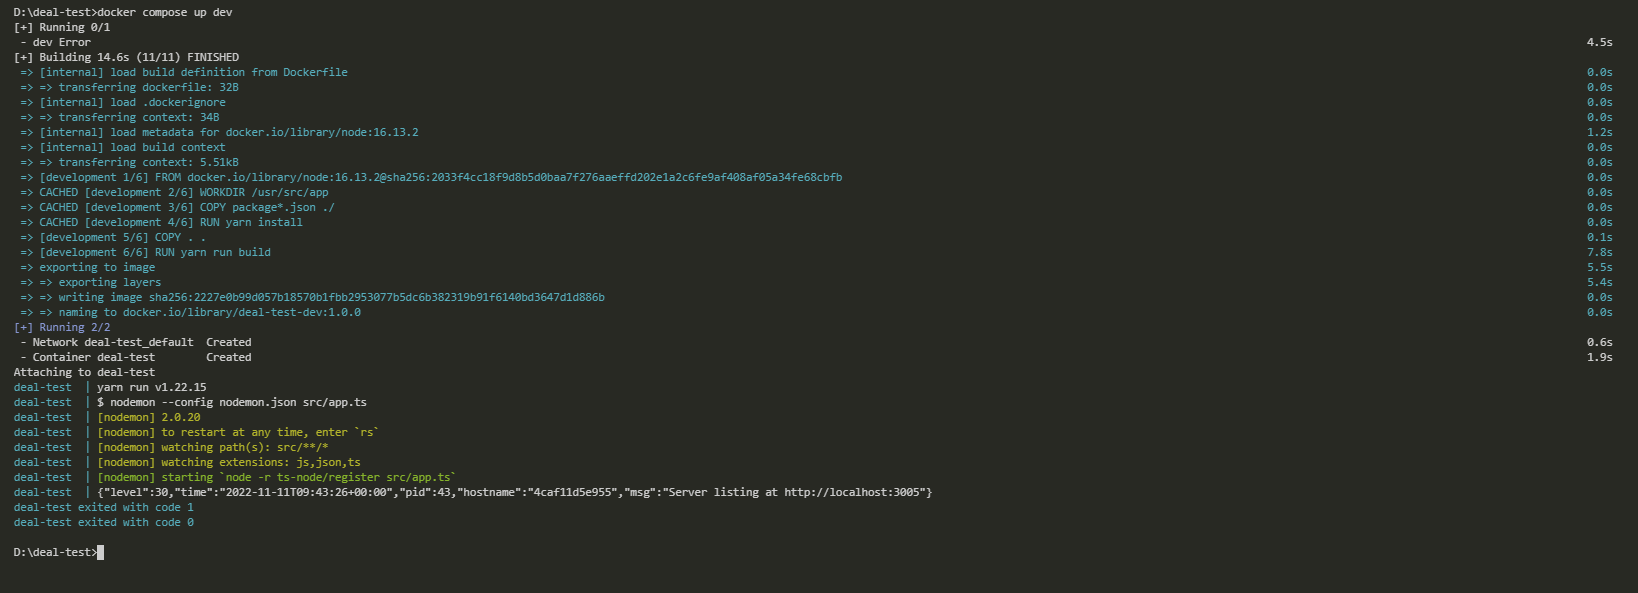 D:\deal-test>docker compose up dev
[+] Running 0/1
 - dev Error 4.5s
[+] Building 14.6s (11/11) FINISHED
 => [internal] load build definition from Dockerfile 0.0s
 => => transferring dockerfile: 32B 0.0s
 => [internal] load .dockerignore 0.0s
 => => transferring context: 34B 0.0s
 => [internal] load metadata for docker.io/library/node:16.13.2 1.2s
 => [internal] load build context 0.0s
 => => transferring context: 5.51kB 0.0s
 => [development 1/6] FROM docker.io/library/node:16.13.2@sha256:2033f4cc18f9d8b5d0baa7f276aaeffd202e1a2c6fe9af408af05a34fe68cbfb 0.0s
 => CACHED [development 2/6] WORKDIR /usr/src/app 0.0s
 => CACHED [development 3/6] COPY package*.json ./ 0.0s
 => CACHED [development 4/6] RUN yarn install 0.0s
 => [development 5/6] COPY . . 0.1s
 => [development 6/6] RUN yarn run build 7.8s
 => exporting to image 5.5s
 => => exporting layers 5.4s
 => => writing image sha256:2227e0b99d057b18570b1fbb2953077b5dc6b382319b91f6140bd3647d1d886b 0.0s
 => => naming to docker.io/library/deal-test-dev:1.0.0 0.0s
[+] Running 2/2
 - Network deal-test_default  Created 0.6s
 - Container deal-test        Created 1.9s
Attaching to deal-test
deal-test  | yarn run v1.22.15
deal-test  | $ nodemon --config nodemon.json src/app.ts
deal-test  | [nodemon] 2.0.20
deal-test  | [nodemon] to restart at any time, enter `rs`
deal-test  | [nodemon] watching path(s): src/**/*
deal-test  | [nodemon] watching extensions: js,json,ts
deal-test  | [nodemon] starting `node -r ts-node/register src/app.ts`
deal-test  | {"level":30,"time":"2022-11-11T09:43:26+00:00","pid":43,"hostname":"4caf11d5e955","msg":"Server listing at http://localhost:3005"}
deal-test exited with code 1
deal-test exited with code 0
D:\deal-test>